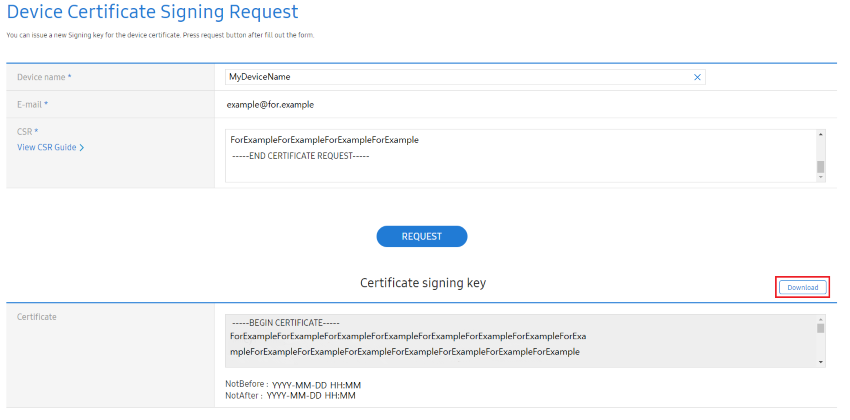 Device Certificate Signing Request
You can issue a new Signing key for the device certificate. Press request button after fill out the form.
Device name *
MyDeviceName
E-mail *
example@for.example
CSR *
View CSR Guide
ForExampleForExampleForExampleForExample
-----END CERTIFICATE REQUEST-----
REQUEST
Certificate signing key
Download
Certificate
-----BEGIN CERTIFICATE-----
ForExampleForExampleForExampleForExampleForExampleForExampleForExampleForExa
mpleForExampleForExampleForExampleForExampleForExampleForExampleForExample
NotBefore : YYYY-MM-DD HH:MM
NotAfter : YYYY-MM-DD HH:MM